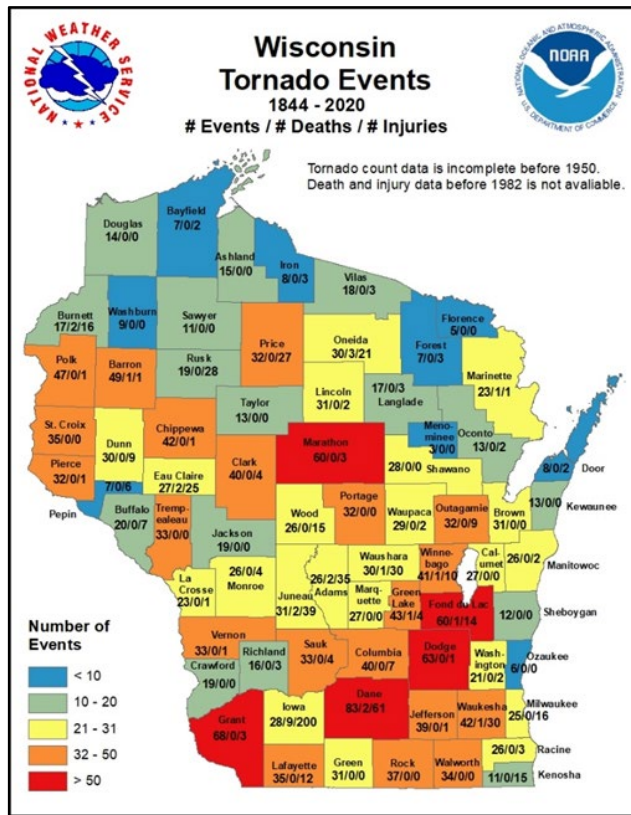 NATIONAL WEATHER SERVICE
Wisconsin
Tornado Events
1844 - 2020
# Events / # Deaths / # Injuries
NATIONAL OCEANIC AND ATMOSPHERIC ADMINISTRATION
NOAA
U.S. DEPARTMENT OF COMMERCE
Tornado count data is incomplete before 1950.
Death and injury data before 1982 is not avaliable.
Douglas
14/0/0
Bayfield
7/0/2
Ashland
15/0/0
Iron
8/0/3
Vilas
18/0/3
Burnett
17/2/16
Washburn
9/0/0
Sawyer
11/0/0
Price
32/0/27
Oneida
30/3/21
Forest
7/0/3
Florence
5/0/0
Marinette
23/1/1
Polk
47/0/1
Barron
49/1/1
Rusk
19/0/28
Taylor
13/0/0
Lincoln
31/0/2
17/0/3
Langlade
Oconto
13/0/2
Meno-
minee
3/0/0
St. Croix
35/0/0
Dunn
30/0/9
Chippewa
42/0/1
Clark
40/0/4
Marathon
60/0/3
28/0/0
Shawano
8/0/2
Door
Pierce
32/0/1
7/0/6
Pepin
Eau Claire
27/2/25
Buffalo
20/0/7
Tremp-
ealeau
33/0/0
Jackson
19/0/0
Wood
26/0/15
Portage
32/0/0
Waupaca
29/0/2
Outagamie
32/0/9
Brown
31/0/0
13/0/0
Kewaunee
La
Crosse
23/0/1
26/0/4
Monroe
Juneau
31/2/39
26/2/35
Adams
Waushara
30/1/30
Winne-
bago
41/1/10
Cal-
umet
27/0/0
26/0/2
Manitowoc
Marq-
uette
27/0/0
Green
Lake
43/1/4
Fond du Lac
60/1/14
12/0/0
Sheboygan
Vernon
33/0/1
Crawford
19/0/0
Richland
16/0/3
Sauk
33/0/4
Columbia
40/0/7
Dodge
63/0/1
Wash-
ington
21/0/2
Ozaukee
6/0/0
Grant
68/0/3
Iowa
28/9/200
Dane
83/2/61
Jefferson
39/0/1
Waukesha
42/1/30
Milwaukee
25/0/16
Lafayette
35/0/12
Green
31/0/0
Rock
37/0/0
Walworth
34/0/0
26/0/3
Racine
11/0/15
Kenosha
Number of
Events
< 10
10 - 20
21 - 31
32 - 50
> 50